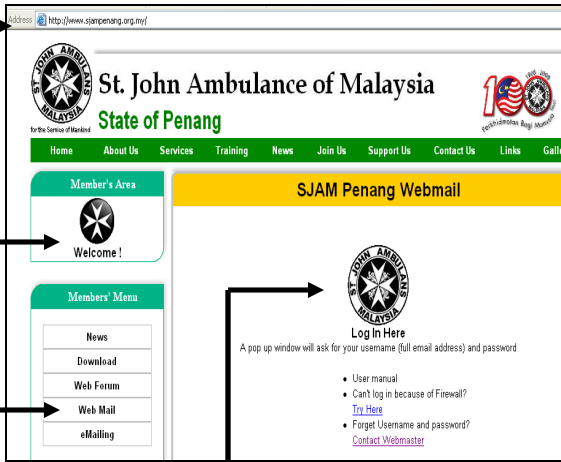 Address http://www.sjampenang.org.my/
ST JOHN AMBULANS
MALAYSIA
for the Service of Mankind
St. John Ambulance of Malaysia
State of Penang
100
1908 2008
Perkhidmatan Bagi
Home About Us Services Training News Join Us Support Us Contact Us Links Galle
Member's Area
Welcome !
Members' Menu
News
Download
Web Forum
Web Mail
eMailing
SJAM Penang Webmail
ST JOHN AMBULANS
MALAYSIA
Log In Here
A pop up window will ask for your username (full email address) and password
User manual
Can't log in because of Firewall?
Try Here
Forget Username and password?
Contact Webmaster